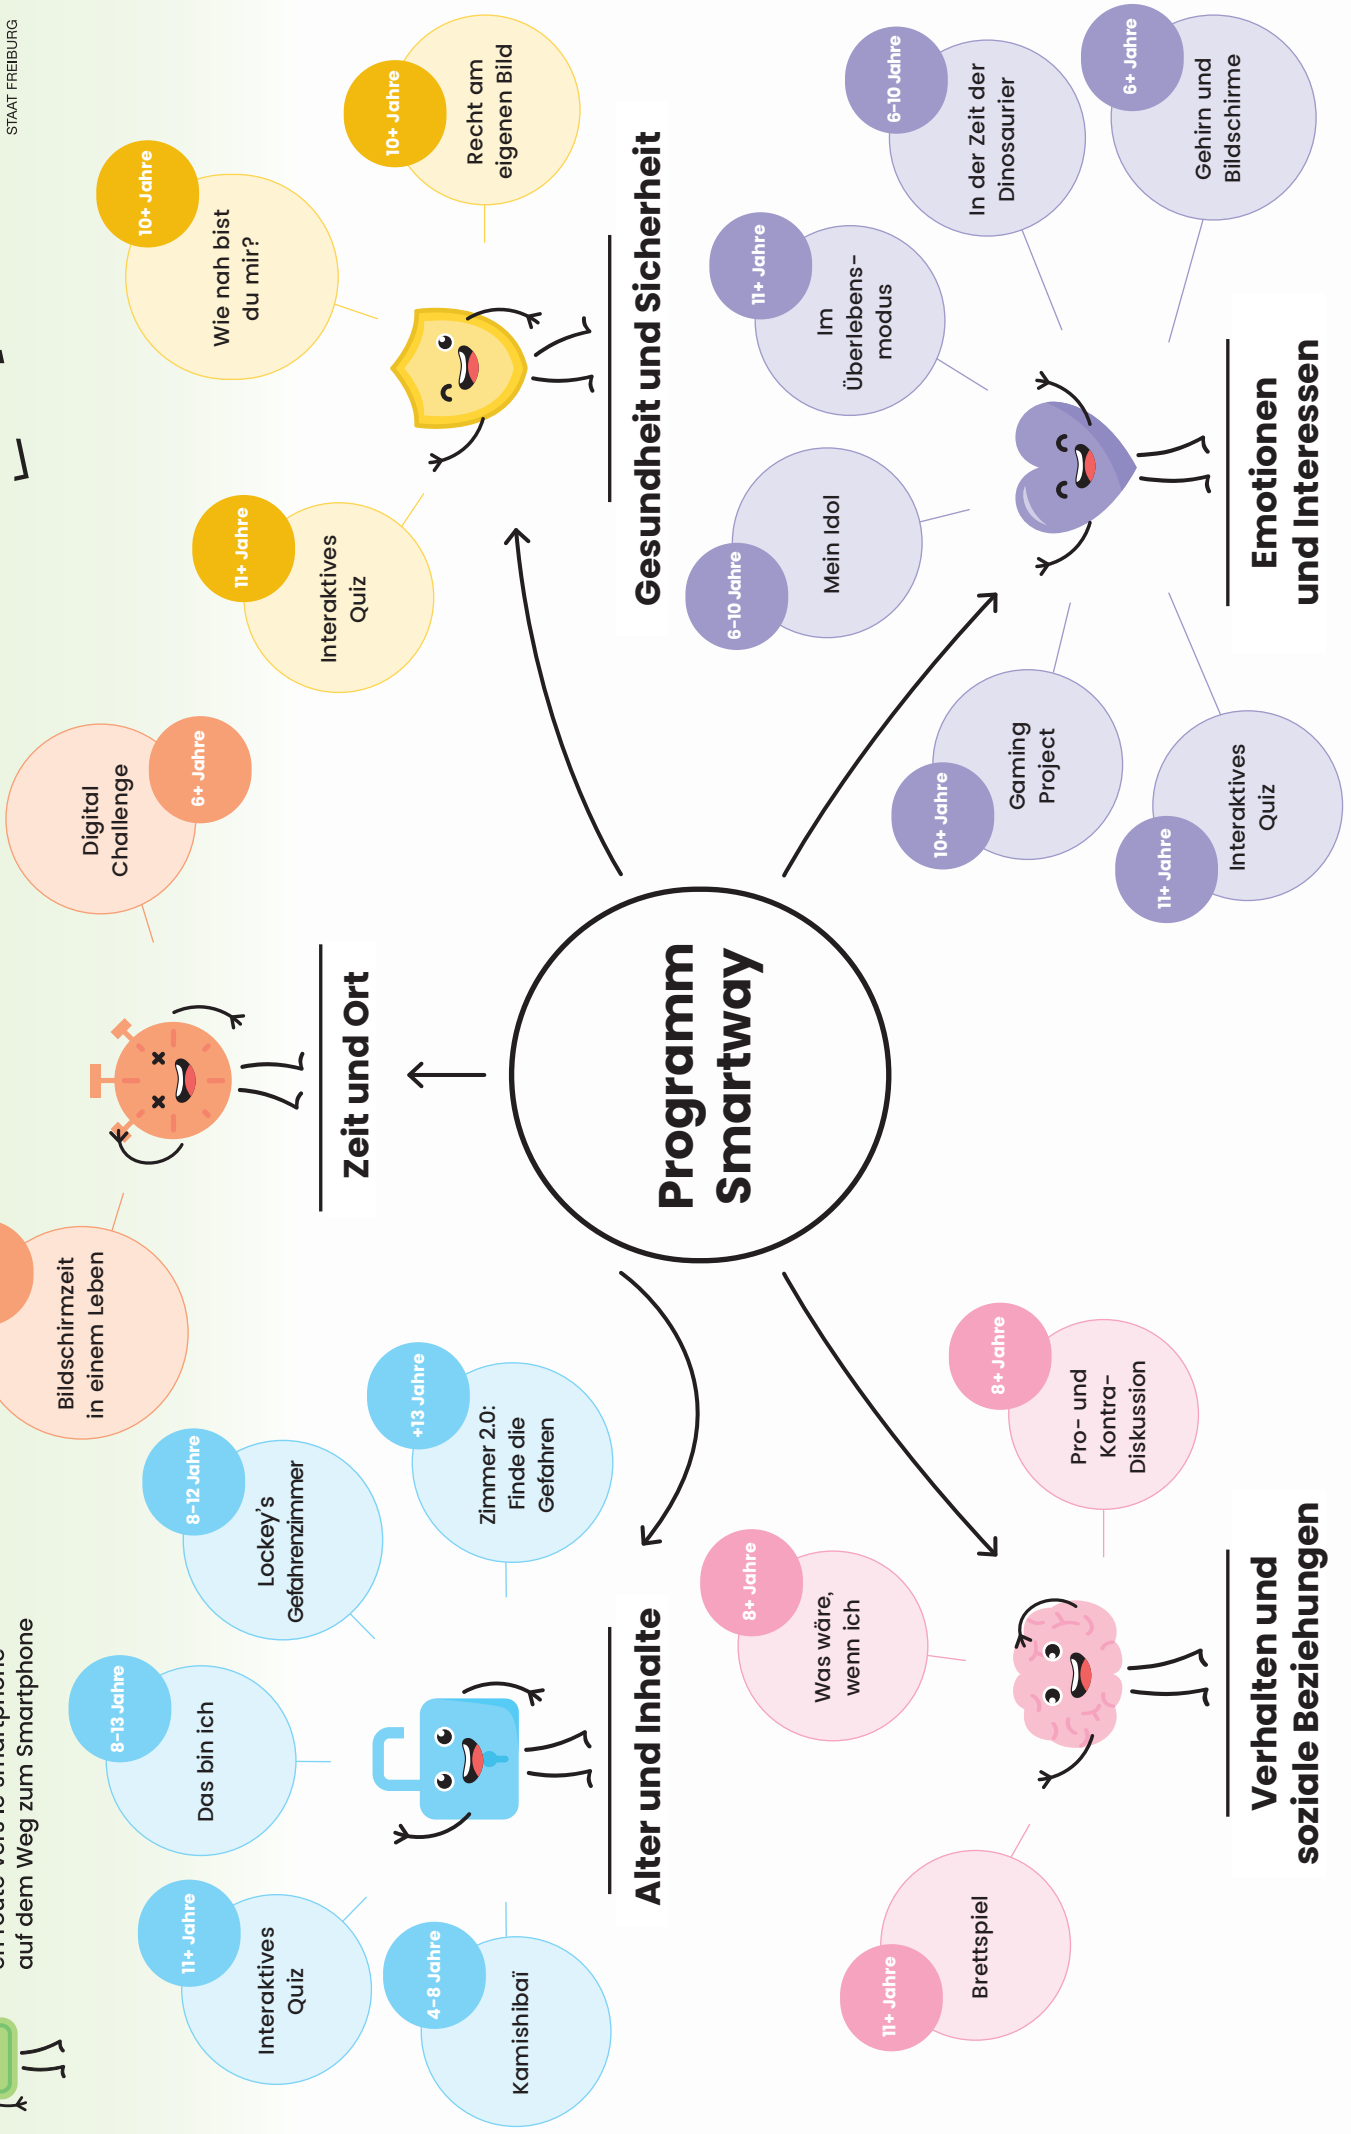 auf dem Weg zum Smartphone
STAAT FREIBURG
Programm
Smartway
Alter und Inhalte
4-8 Jahre
Kamishibaï
11+ Jahre
Interaktives
Quiz
8-13 Jahre
Das bin ich
8-12 Jahre
Lockey's
Gefahrenzimmer
+13 Jahre
Zimmer 2.0:
Finde die
Gefahren
Zeit und Ort
Bildschirmzeit
in einem Leben
6+ Jahre
Digital
Challenge
Gesundheit und Sicherheit
11+ Jahre
Interaktives
Quiz
10+ Jahre
Wie nah bist
du mir?
10+ Jahre
Recht am
eigenen Bild
Verhalten und
soziale Beziehungen
11+ Jahre
Brettspiel
8+ Jahre
Was wäre,
wenn ich
8+ Jahre
Pro- und
Kontra-
Diskussion
Emotionen
und Interessen
11+ Jahre
Interaktives
Quiz
10+ Jahre
Gaming
Project
6-10 Jahre
Mein Idol
11+ Jahre
Im
Überlebens-
modus
6-10 Jahre
In der Zeit der
Dinosaurier
6+ Jahre
Gehirn und
Bildschirme